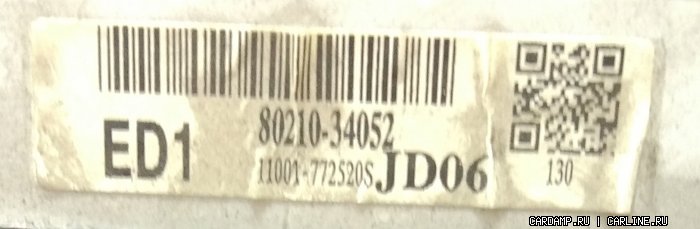 ED1
80210-34052
11001-772520S JD06
130
CARDAMP.RU | CARLINE.RU